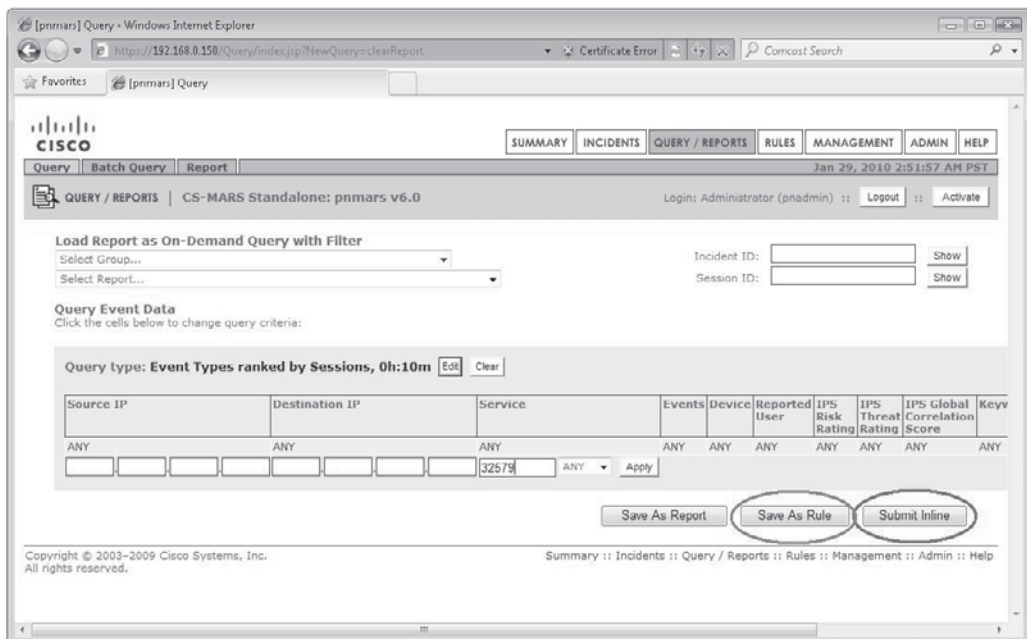 [pnmars] Query - Windows Internet Explorer
https://192.168.0.150/Query/index.jsp?NewQuery=clearReport
Certificate Error
Comcast Search
Favorites
[pnmars] Query
CISCO
SUMMARY INCIDENTS QUERY / REPORTS RULES MANAGEMENT ADMIN HELP
Query Batch Query Report Jan 29, 2010 2:51:57 AM PST
QUERY / REPORTS | CS-MARS Standalone: pnmars v6.0 Login: Administrator (pnadmin) :: Logout :: Activate
Load Report as On-Demand Query with Filter
Select Group...
Incident ID: Show
Select Report...
Session ID: Show
Query Event Data
Click the cells below to change query criteria:
Query type: Event Types ranked by Sessions, 0h:10m Edit Clear
Source IP Destination IP Service Events Device Reported User IPS Risk Rating IPS Threat Rating IPS Global Correlation Score Keyw
ANY ANY ANY ANY ANY ANY ANY ANY ANY ANY
32579 ANY Apply
Save As Report Save As Rule Submit Inline
Copyright © 2003-2009 Cisco Systems, Inc. Summary :: Incidents :: Query / Reports :: Rules :: Management :: Admin :: Help
All rights reserved.